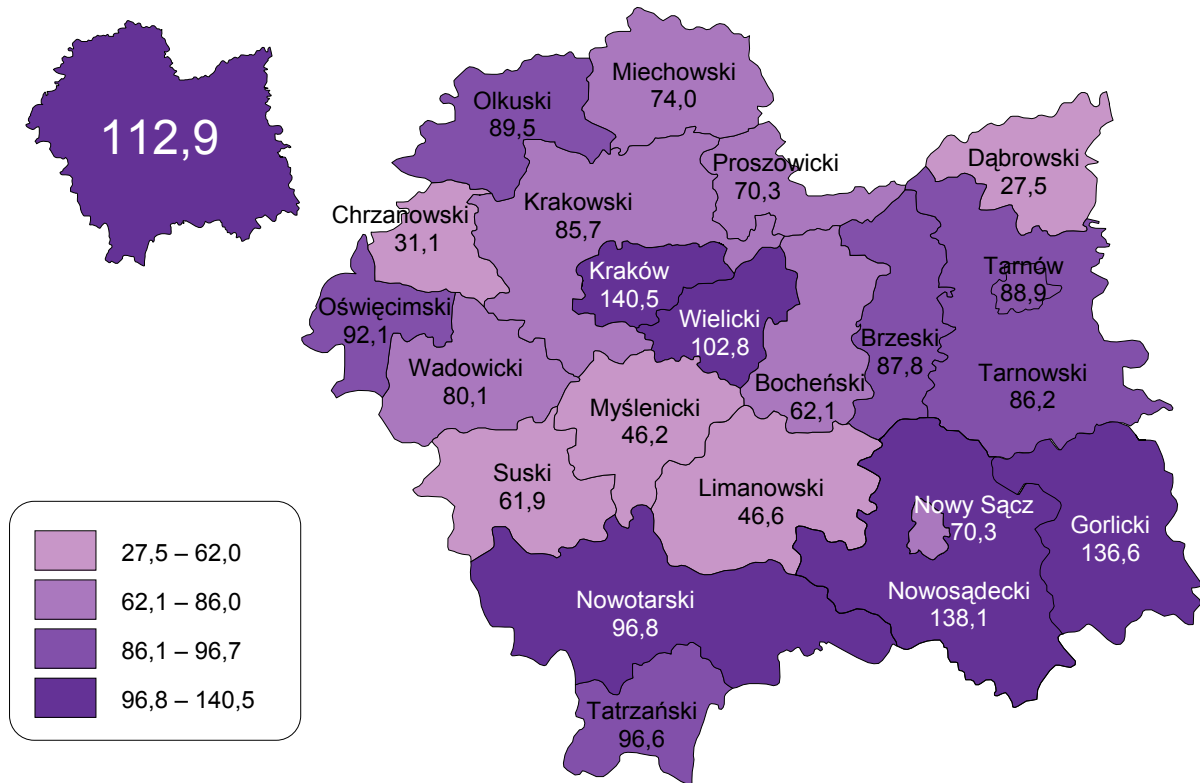 112,9
Miechowski
74,0
Olkuski
89,5
Proszowicki
70,3
Dąbrowski
27,5
Chrzanowski
31,1
Krakowski
85,7
Kraków
140,5
Tarnów
88,9
Oświęcimski
92,1
Wielicki
102,8
Brzeski
87,8
Wadowicki
80,1
Bocheński
62,1
Tarnowski
86,2
Myślenicki
46,2
Suski
61,9
Limanowski
46,6
Nowy Sącz
70,3
Gorlicki
136,6
Nowotarski
96,8
Nowosądecki
138,1
Tatrzański
96,6
27,5 – 62,0
62,1 – 86,0
86,1 – 96,7
96,8 – 140,5